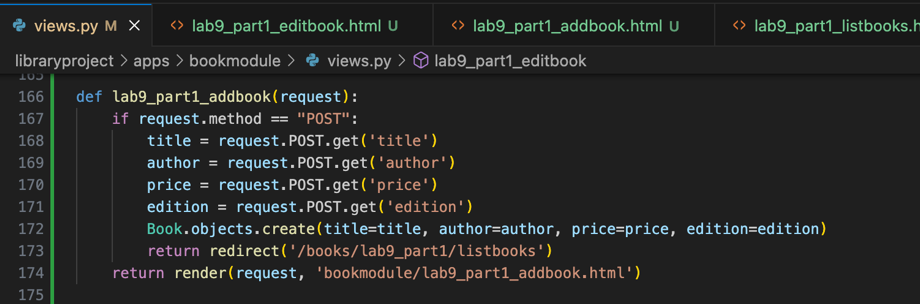 views.py M
lab9_part1_editbook.html U
lab9_part1_addbook.html U
lab9_part1_listbooks.h
libraryproject > apps > bookmodule > views.py > lab9_part1_editbook
165
166 def lab9_part1_addbook(request):
167 if request.method == "POST":
168 title = request.POST.get('title')
169 author = request.POST.get('author')
170 price = request.POST.get('price')
171 edition = request.POST.get('edition')
172 Book.objects.create(title=title, author=author, price=price, edition=edition)
173 return redirect('/books/lab9_part1/listbooks')
174 return render(request, 'bookmodule/lab9_part1_addbook.html')
175